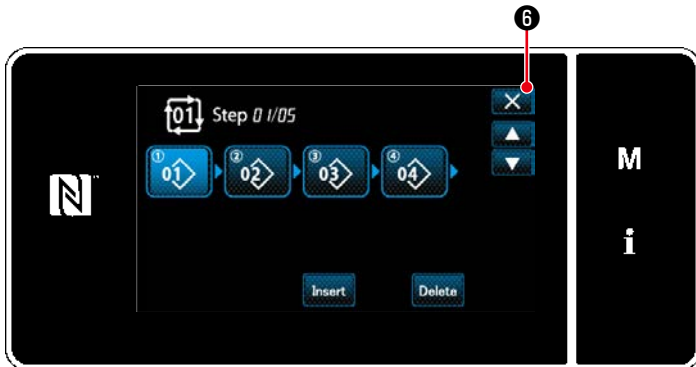 ❻
01 Step 01/05
① 01 ② 02 ③ 03 ④ 04
M
i
Insert Delete